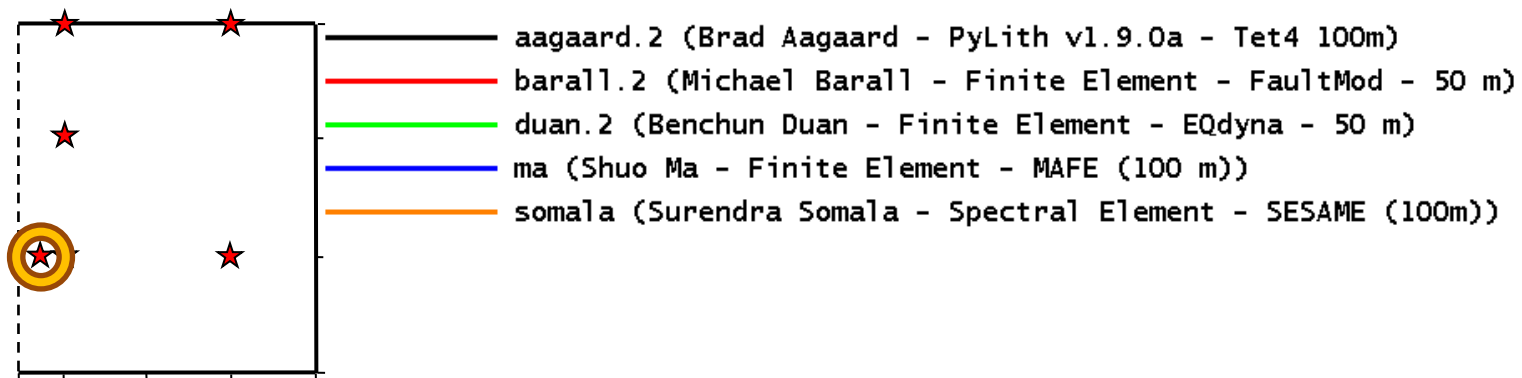 aagaard.2 (Brad Aagaard - PyLith v1.9.0a - Tet4 100m)
barall.2 (Michael Barall - Finite Element - FaultMod - 50 m)
duan.2 (Benchun Duan - Finite Element - EQdyna - 50 m)
ma (Shuo Ma - Finite Element - MAFE (100 m))
somala (Surendra Somala - Spectral Element - SESAME (100m))